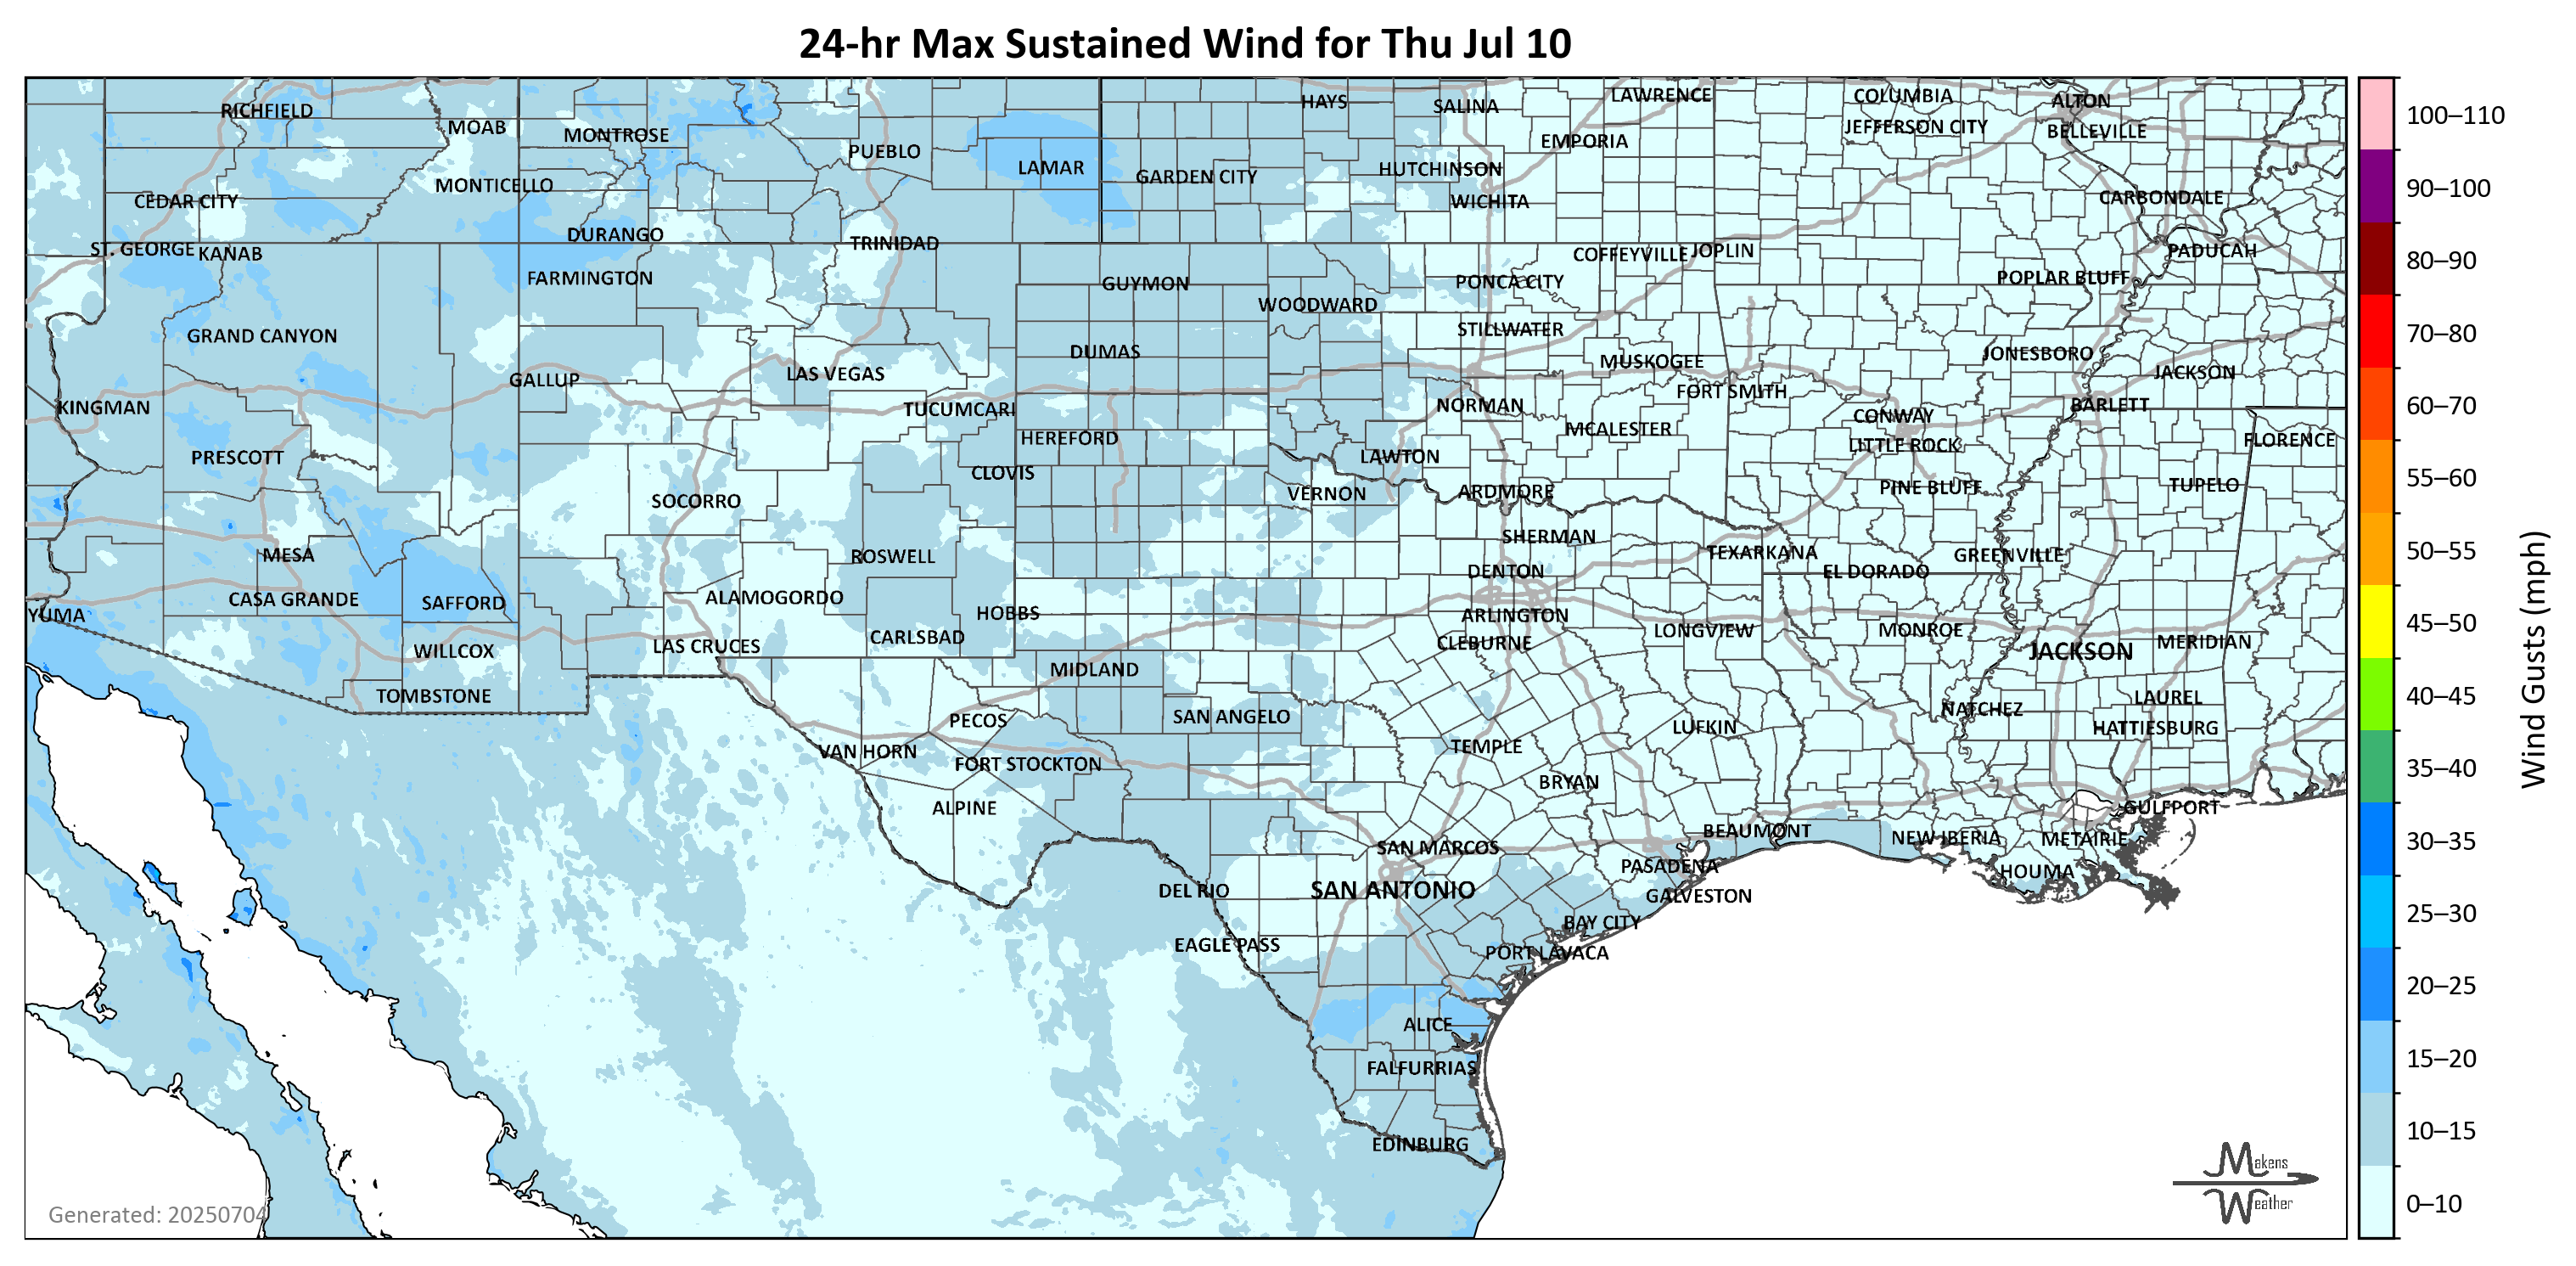 24-hr Max Sustained Wind for Thu Jul 10
RICHFIELD
MOAB
MONTROSE
PUEBLO
LAMAR
HAYS
SALINA
LAWRENCE
EMPORIA
COLUMBIA
JEFFERSON CITY
ALTON
BELLEVILLE
MONTICELLO
CEDAR CITY
GARDEN CITY
HUTCHINSON
WICHITA
CARBONDALE
ST. GEORGE
KANAB
DURANGO
TRINIDAD
FARMINGTON
GUYMON
WOODWARD
COFFEYVILLE
JOPLIN
PONCA CITY
POPLAR BLUFF
PADUCAH
GRAND CANYON
DUMAS
STILLWATER
MUSKOGEE
JONESBORO
JACKSON
GALLUP
LAS VEGAS
FORT SMITH
KINGMAN
TUCUMCARI
NORMAN
CONWAY
BARLETT
HEREFORD
MCALESTER
LITTLE ROCK
FLORENCE
PRESCOTT
CLOVIS
LAWTON
SOCORRO
VERNON
ARDMORE
PINE BLUFF
TUPELO
MESA
ROSWELL
SHERMAN
TEXARKANA
GREENVILLE
DENTON
EL DORADO
CASA GRANDE
SAFFORD
ALAMOGORDO
HOBBS
ARLINGTON
YUMA
CARLSBAD
CLEBURNE
LONGVIEW
MONROE
WILLCOX
LAS CRUCES
JACKSON
MERIDIAN
MIDLAND
TOMBSTONE
PECOS
SAN ANGELO
LUFKIN
NATCHEZ
LAUREL
HATTIESBURG
VAN HORN
FORT STOCKTON
TEMPLE
BRYAN
ALPINE
GULFPORT
BEAUMONT
NEW IBERIA
METAIRIE
SAN MARCOS
PASADENA
HOUMA
DEL RIO
SAN ANTONIO
GALVESTON
BAY CITY
EAGLE PASS
PORT LAVACA
ALICE
FALFURRIAS
EDINBURG
Generated: 20250704
Makens
Weather
100–110
90–100
80–90
70–80
60–70
55–60
50–55
45–50
40–45
35–40
30–35
25–30
20–25
15–20
10–15
0–10
Wind Gusts (mph)